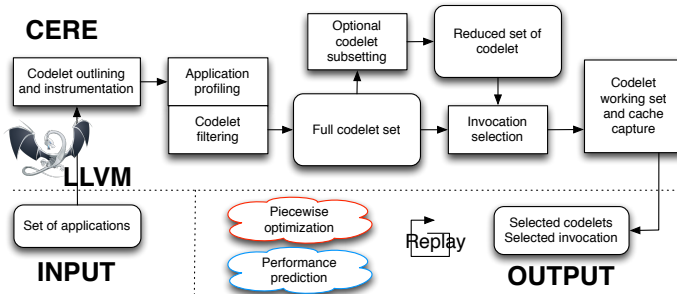 CERE
Codelet outlining
and instrumentation
Application
profiling
Codelet
filtering
Optional
codelet
subsetting
Reduced set of
codelet
Full codelet set
Invocation
selection
Codelet
working set
and cache
capture
LLVM
Set of applications
INPUT
Piecewise
optimization
Performance
prediction
Replay
Selected codelets
Selected invocation
OUTPUT